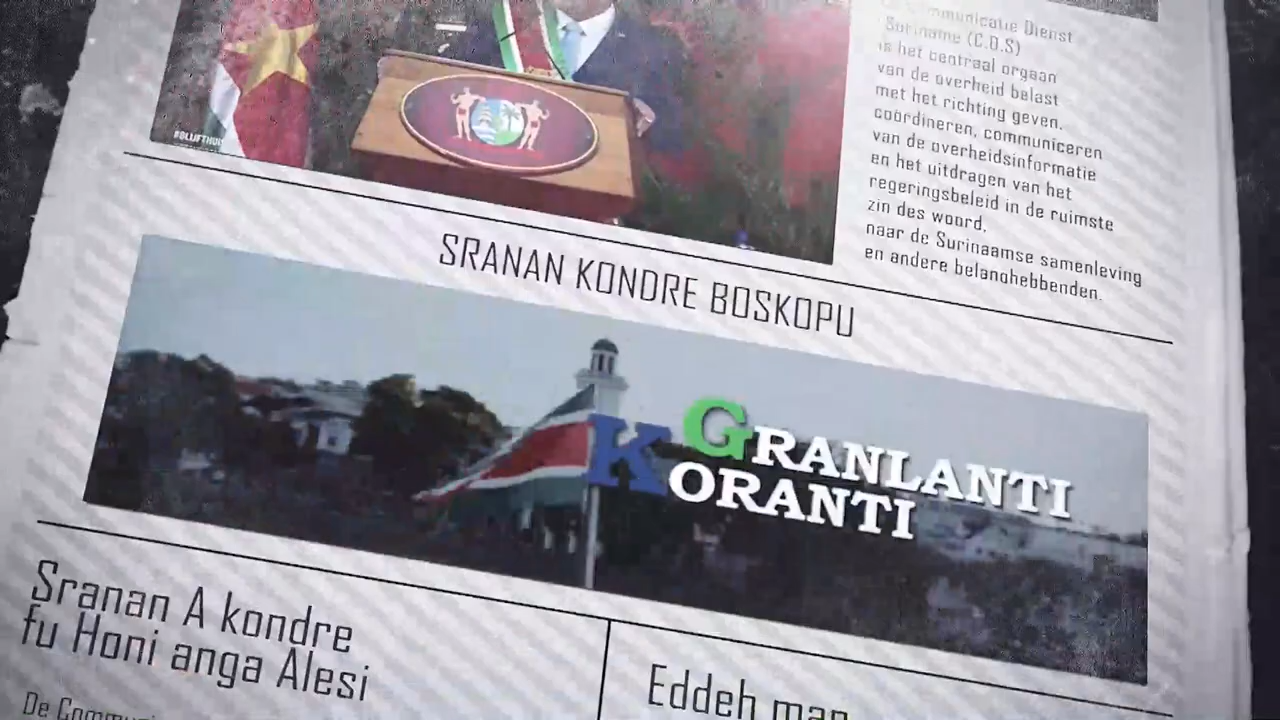 Communicatie Dienst
Suriname (C.D.S)
is het centraal orgaan
van de overheid belast
met het richting geven,
coördineren, communiceren
van de overheidsinformatie
en het uitdragen van het
regeringsbeleid in de ruimste
zin des woord,
naar de Surinaamse samenleving
en andere belanghebbenden.
SRANAN KONDRE BOSKOPU
GRANLANTI
KORANTI
Sranan A kondre
fu Honi anga Alesi
Eddeh man
De